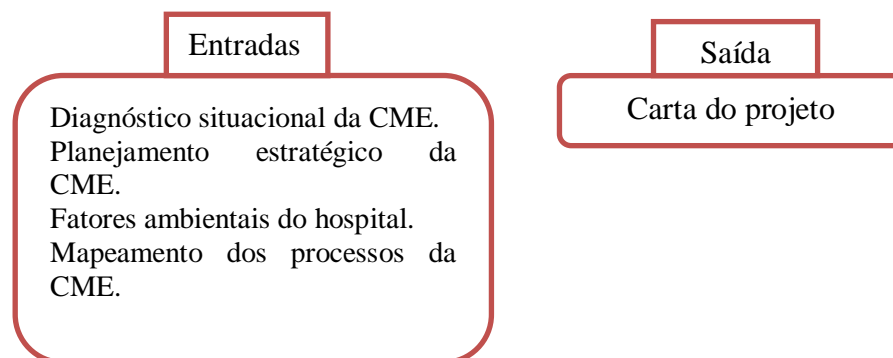 Entradas
Diagnóstico situacional da CME.
Planejamento estratégico da
CME.
Fatores ambientais do hospital.
Mapeamento dos processos da
CME.
Saída
Carta do projeto